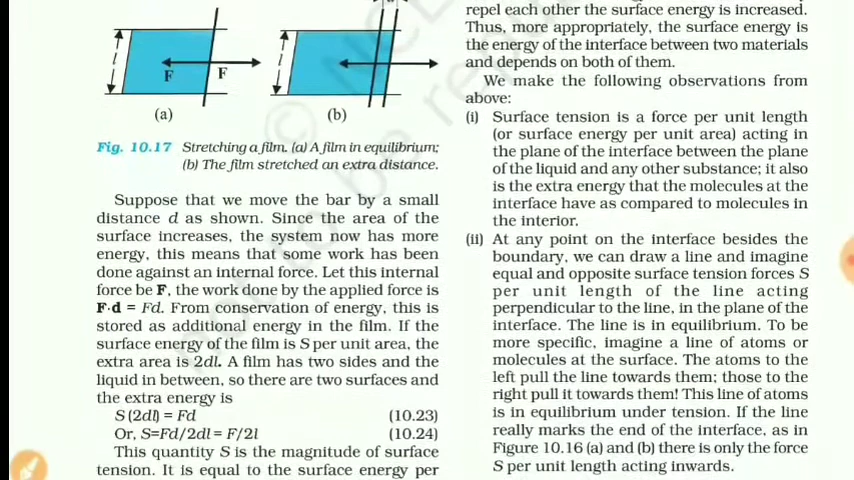 F
F
(a)
(b)
Fig. 10.17 Stretching a film. (a) A film in equilibrium;
(b) The film stretched an extra distance.
Suppose that we move the bar by a small
distance d as shown. Since the area of the
surface increases, the system now has more
energy, this means that some work has been
done against an internal force. Let this internal
force be F, the work done by the applied force is
F.d = Fd. From conservation of energy, this is
stored as additional energy in the film. If the
surface energy of the film is S per unit area, the
extra area is 2dl. A film has two sides and the
liquid in between, so there are two surfaces and
the extra energy is
S (2dl) = Fd (10.23)
Or, S=Fd/2dl = F/2l (10.24)
This quantity S is the magnitude of surface
tension. It is equal to the surface energy per
repel each other the surface energy is increased.
Thus, more appropriately, the surface energy is
the energy of the interface between two materials
and depends on both of them.
We make the following observations from
above:
(i) Surface tension is a force per unit length
(or surface energy per unit area) acting in
the plane of the interface between the plane
of the liquid and any other substance; it also
is the extra energy that the molecules at the
interface have as compared to molecules in
the interior.
(ii) At any point on the interface besides the
boundary, we can draw a line and imagine
equal and opposite surface tension forces S
per unit length of the line acting
perpendicular to the line, in the plane of the
interface. The line is in equilibrium. To be
more specific, imagine a line of atoms or
molecules at the surface. The atoms to the
left pull the line towards them; those to the
right pull it towards them! This line of atoms
is in equilibrium under tension. If the line
really marks the end of the interface, as in
Figure 10.16 (a) and (b) there is only the force
S per unit length acting inwards.